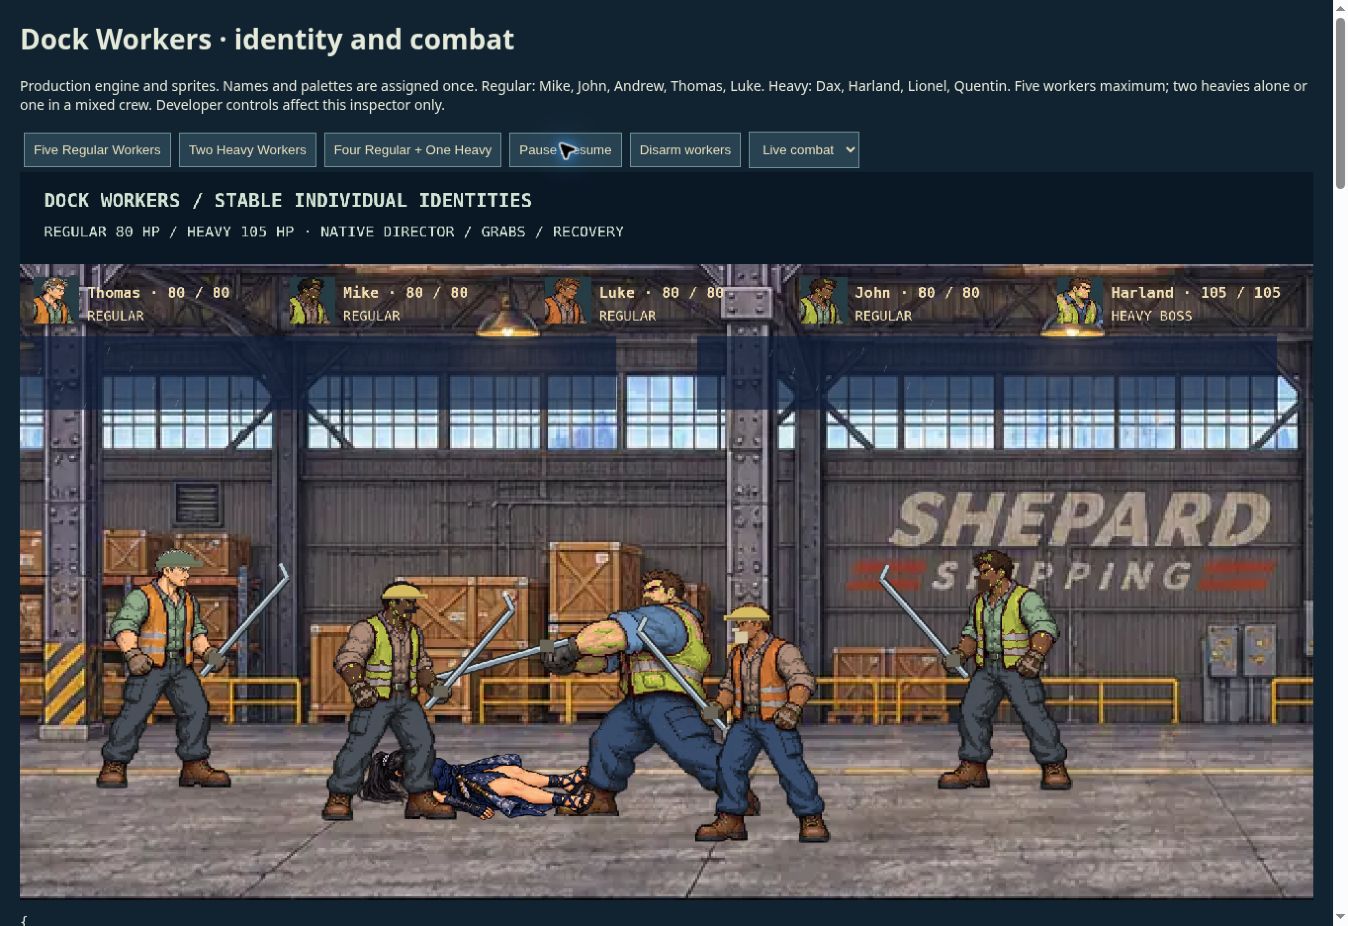 Dock Workers · identity and combat
Production engine and sprites. Names and palettes are assigned once. Regular: Mike, John, Andrew, Thomas, Luke. Heavy: Dax, Harland, Lionel, Quentin. Five workers maximum; two heavies alone or
one in a mixed crew. Developer controls affect this inspector only.
Five Regular Workers
Two Heavy Workers
Four Regular + One Heavy
Pause
Disarm workers
Live combat
DOCK WORKERS / STABLE INDIVIDUAL IDENTITIES
REGULAR 80 HP / HEAVY 105 HP · NATIVE DIRECTOR / GRABS / RECOVERY
Thomas · 80 / 80
REGULAR
Mike · 80 / 80
REGULAR
Luke · 80 / 80
REGULAR
John · 80 / 80
REGULAR
Harland · 105 / 105
HEAVY BOSS
SHEPARD
SHIPPING
{